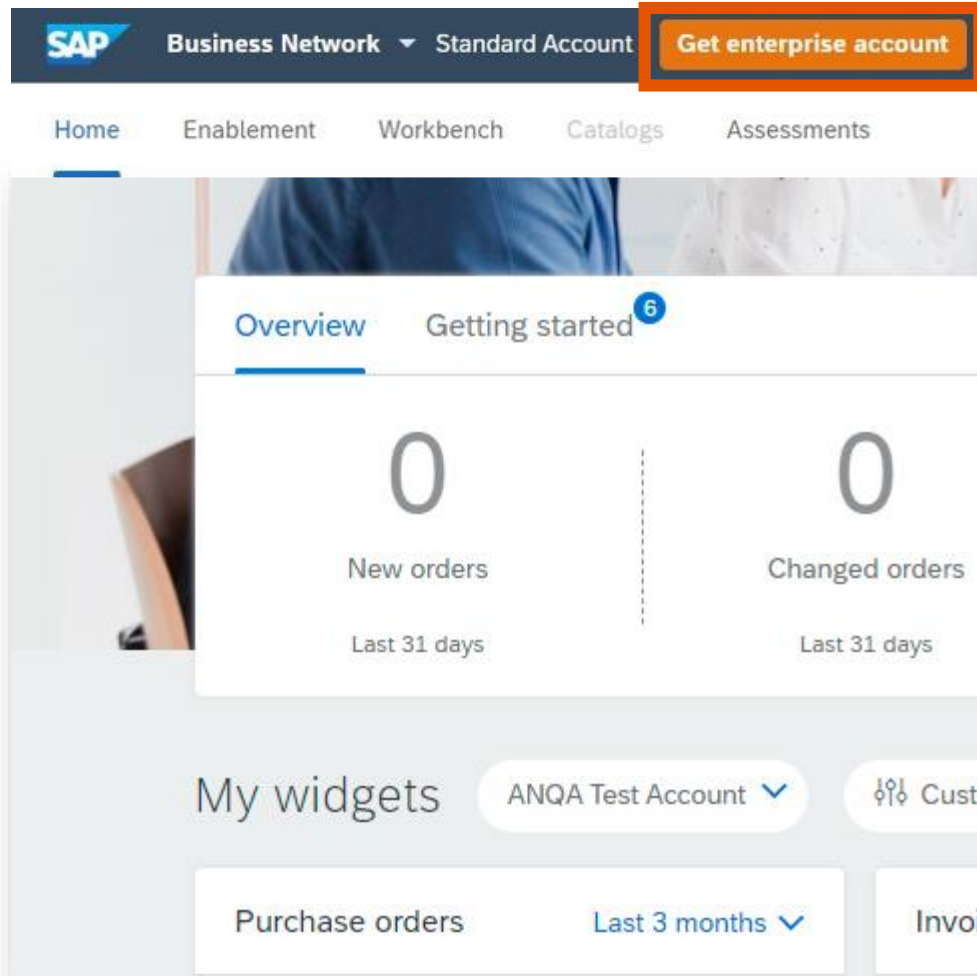 SAP Business Network Standard Account Get enterprise account
Home Enablement Workbench Catalogs Assessments
Overview Getting started 6
0 0
New orders Changed orders
Last 31 days Last 31 days
My widgets ANQA Test Account Cust
Purchase orders Last 3 months Invoi